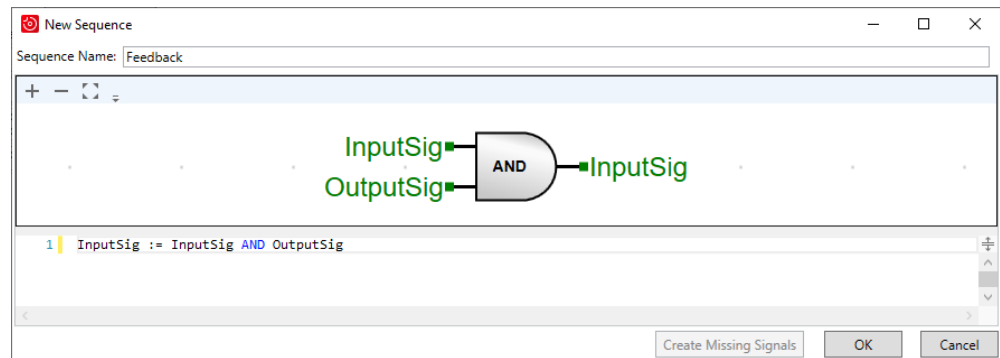 New Sequence
Sequence Name: Feedback
InputSig
AND
InputSig
OutputSig
1 InputSig := InputSig AND OutputSig
Create Missing Signals OK Cancel